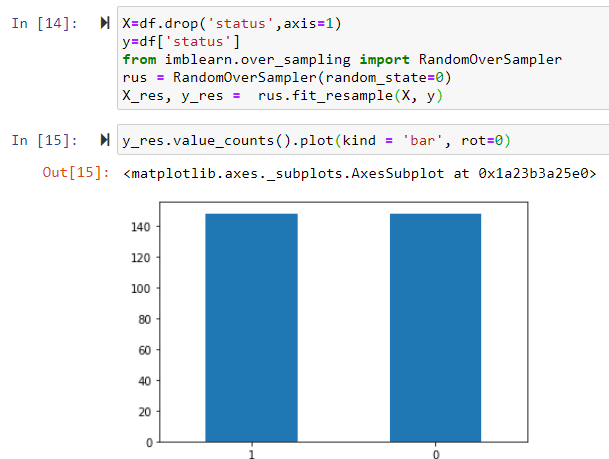 In [14]:
X=df.drop('status',axis=1)
y=df['status']
from imblearn.over_sampling import RandomOverSampler
rus = RandomOverSampler(random_state=0)
X_res, y_res =  rus.fit_resample(X, y)
In [15]:
y_res.value_counts().plot(kind = 'bar', rot=0)
Out[15]:
<matplotlib.axes._subplots.AxesSubplot at 0x1a23b3a25e0>
140
120
100
80
60
40
20
0
1 0